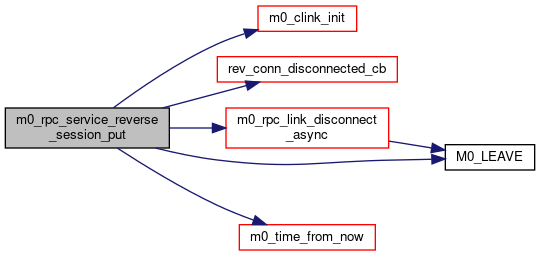 m0_clink_init
rev_conn_disconnected_cb
m0_rpc_service_reverse
_session_put
m0_rpc_link_disconnect
_async
M0_LEAVE
m0_time_from_now